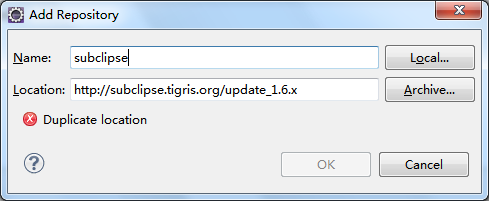 Add Repository
Name: subclipse Local...
Location: http://subclipse.tigris.org/update_1.6.x Archive...
Duplicate location
? OK Cancel